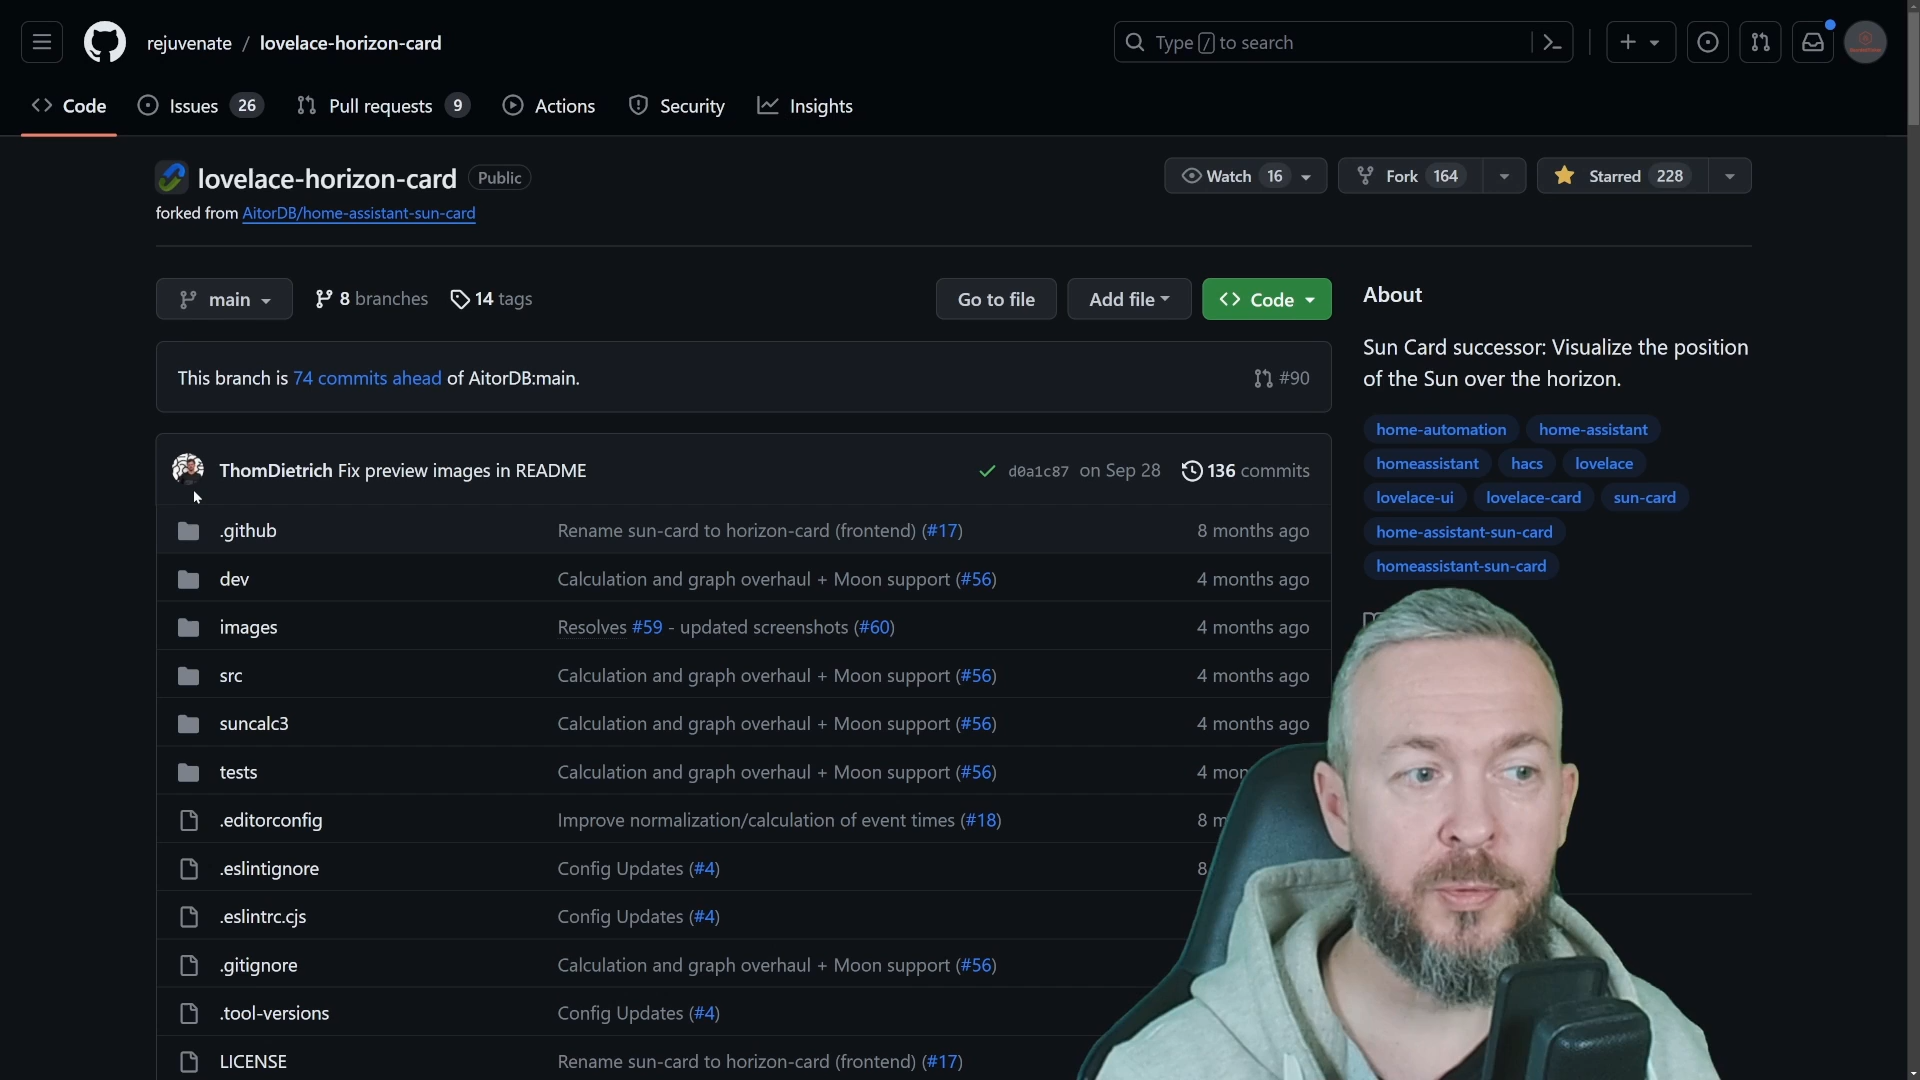 rejuvenate / lovelace-horizon-card
Type / to search
Code
Issues 26
Pull requests 9
Actions
Security
Insights
lovelace-horizon-card Public
Watch 16
Fork 164
Starred 228
forked from AitorDB/home-assistant-sun-card
main
8 branches
14 tags
Go to file
Add file
Code
This branch is 74 commits ahead of AitorDB:main.
#90
ThomDietrich Fix preview images in README
d0a1c87 on Sep 28
136 commits
.github Rename sun-card to horizon-card (frontend) (#17) 8 months ago
dev Calculation and graph overhaul + Moon support (#56) 4 months ago
images Resolves #59 - updated screenshots (#60) 4 months ago
src Calculation and graph overhaul + Moon support (#56) 4 months ago
suncalc3 Calculation and graph overhaul + Moon support (#56) 4 months ago
tests Calculation and graph overhaul + Moon support (#56) 4 mon
.editorconfig Improve normalization/calculation of event times (#18) 8 m
.eslintignore Config Updates (#4) 8
.eslintrc.cjs Config Updates (#4)
.gitignore Calculation and graph overhaul + Moon support (#56)
.tool-versions Config Updates (#4)
LICENSE Rename sun-card to horizon-card (frontend) (#17)
About
Sun Card successor: Visualize the position
of the Sun over the horizon.
home-automation home-assistant
homeassistant hacs lovelace
lovelace-ui lovelace-card sun-card
home-assistant-sun-card
homeassistant-sun-card